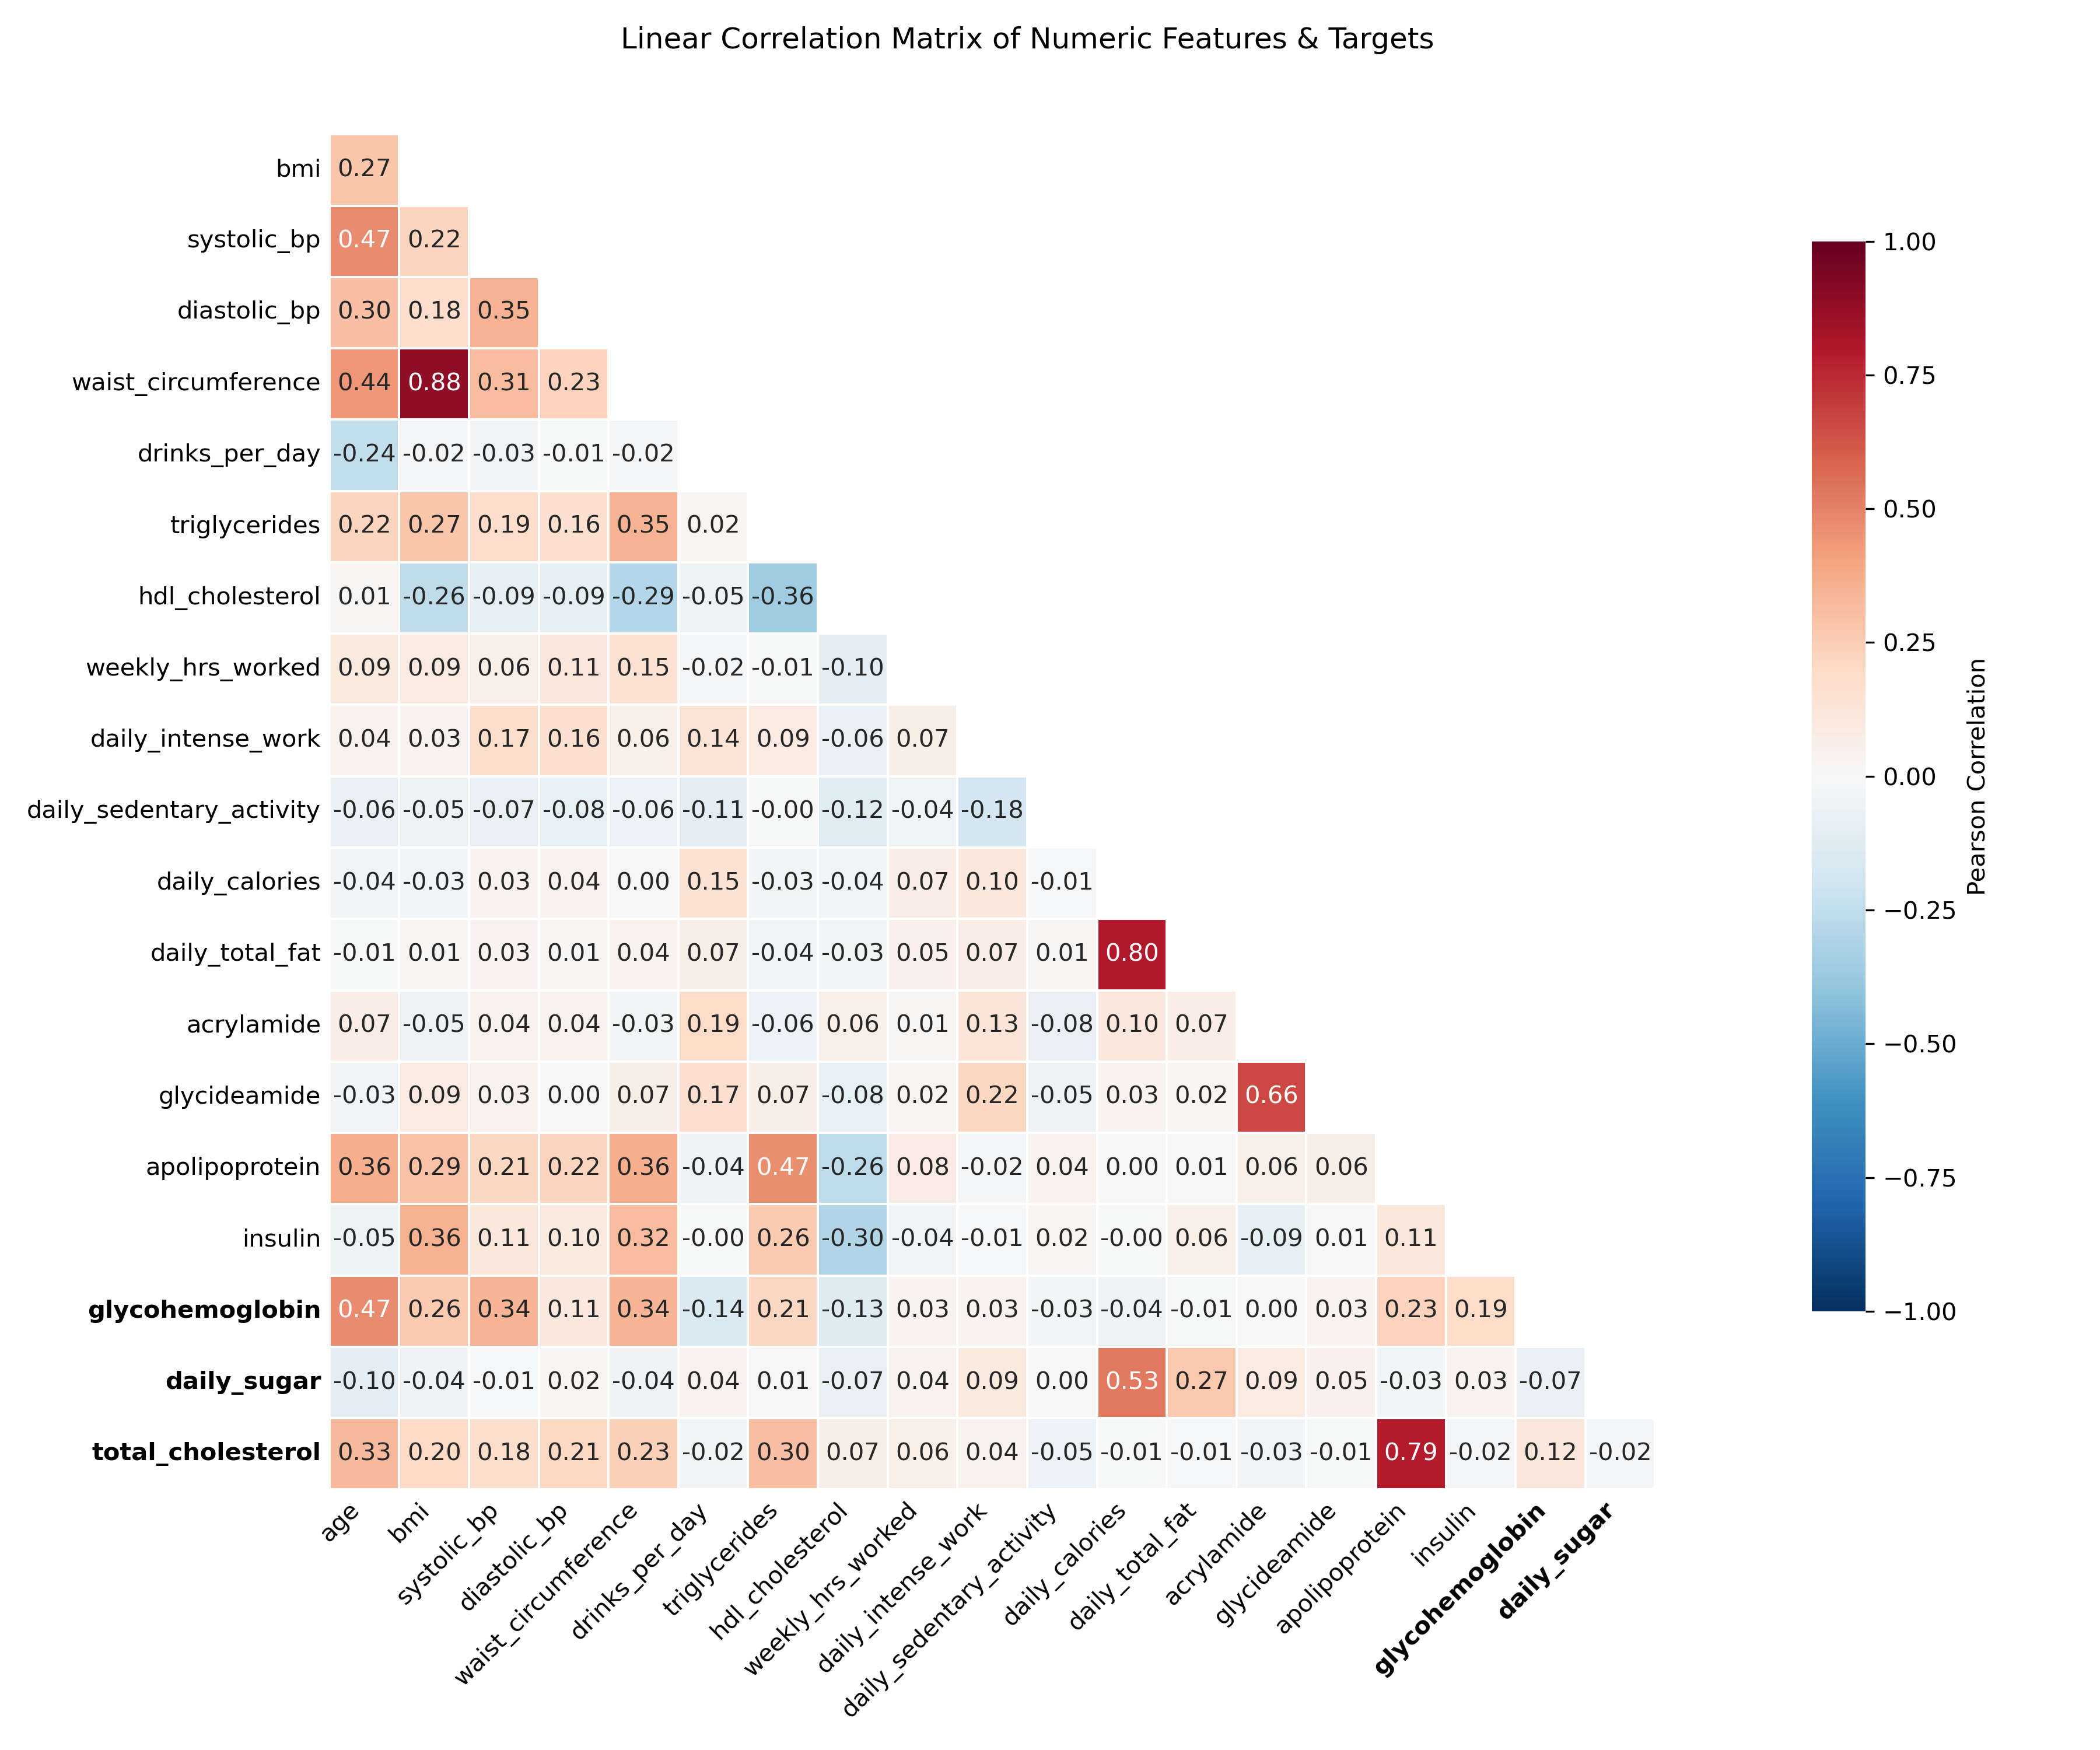 Linear Correlation Matrix of Numeric Features & Targets
bmi 0.27
systolic_bp 0.47 0.22
diastolic_bp 0.30 0.18 0.35
waist_circumference 0.44 0.88 0.31 0.23
drinks_per_day -0.24 -0.02 -0.03 -0.01 -0.02
triglycerides 0.22 0.27 0.19 0.16 0.35 0.02
hdl_cholesterol 0.01 -0.26 -0.09 -0.09 -0.29 -0.05 -0.36
weekly_hrs_worked 0.09 0.09 0.06 0.11 0.15 -0.02 -0.01 -0.10
daily_intense_work 0.04 0.03 0.17 0.16 0.06 0.14 0.09 -0.06 0.07
daily_sedentary_activity -0.06 -0.05 -0.07 -0.08 -0.06 -0.11 -0.00 -0.12 -0.04 -0.18
daily_calories -0.04 -0.03 0.03 0.04 0.00 0.15 -0.03 -0.04 0.07 0.10 -0.01
daily_total_fat -0.01 0.01 0.03 0.01 0.04 0.07 -0.04 -0.03 0.05 0.07 0.01 0.80
acrylamide 0.07 -0.05 0.04 0.04 -0.03 0.19 -0.06 0.06 0.01 0.13 -0.08 0.10 0.07
glycideamide -0.03 0.09 0.03 0.00 0.07 0.17 0.07 -0.08 0.02 0.22 -0.05 0.03 0.02 0.66
apolipoprotein 0.36 0.29 0.21 0.22 0.36 -0.04 0.47 -0.26 0.08 -0.02 0.04 0.00 0.01 0.06 0.06
insulin -0.05 0.36 0.11 0.10 0.32 -0.00 0.26 -0.30 -0.04 -0.01 0.02 -0.00 0.06 -0.09 0.01 0.11
glycohemoglobin 0.47 0.26 0.34 0.11 0.34 -0.14 0.21 -0.13 0.03 0.03 -0.03 -0.04 -0.01 0.00 0.03 0.23 0.19
daily_sugar -0.10 -0.04 -0.01 0.02 -0.04 0.04 0.01 -0.07 0.04 0.09 0.00 0.53 0.27 0.09 0.05 -0.03 0.03 -0.07
total_cholesterol 0.33 0.20 0.18 0.21 0.23 -0.02 0.30 0.07 0.06 0.04 -0.05 -0.01 -0.01 -0.03 -0.01 0.79 -0.02 0.12 -0.02
age
bmi
systolic_bp
diastolic_bp
waist_circumference
drinks_per_day
triglycerides
hdl_cholesterol
weekly_hrs_worked
daily_intense_work
daily_sedentary_activity
daily_calories
daily_total_fat
acrylamide
glycideamide
apolipoprotein
insulin
glycohemoglobin
daily_sugar
1.00
0.75
0.50
0.25
0.00
−0.25
−0.50
−0.75
−1.00
Pearson Correlation